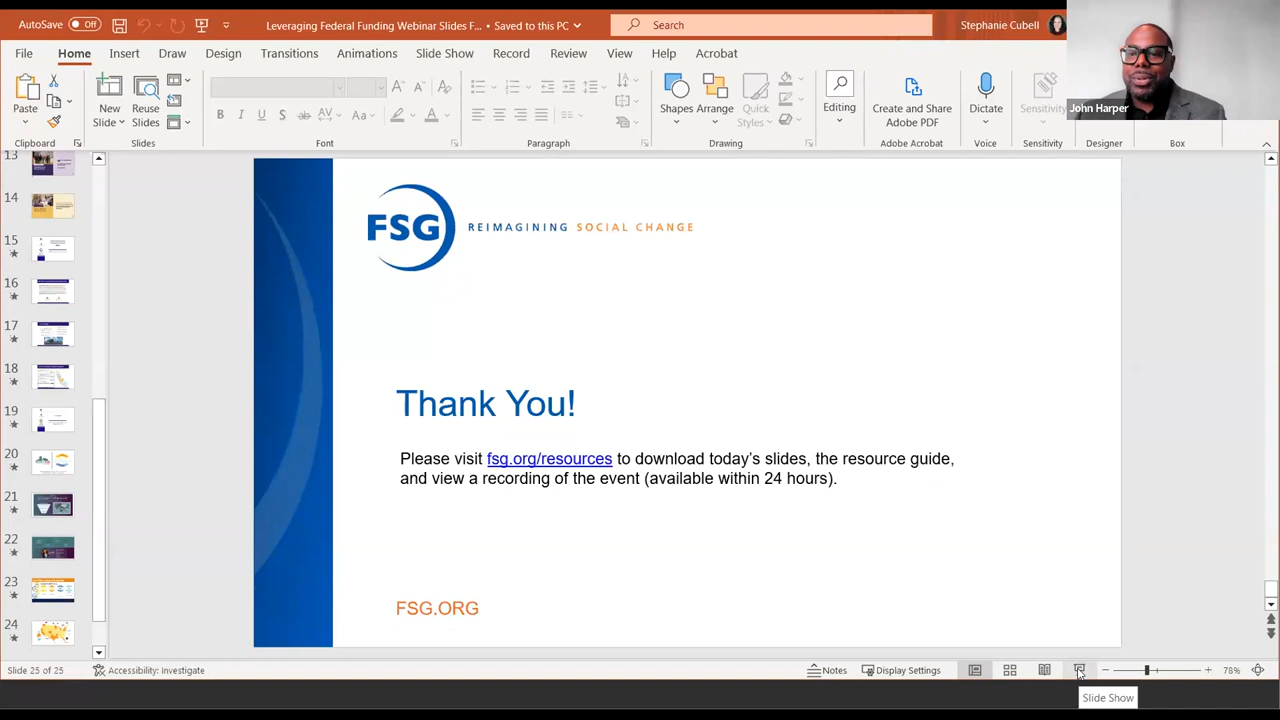 AutoSave Off
Leveraging Federal Funding Webinar Slides F... • Saved to this PC
Search
Stephanie Cubell
File Home Insert Draw Design Transitions Animations Slide Show Record Review View Help Acrobat
Paste
New Slide
Reuse Slides
Shapes
Arrange
Quick Styles
Editing
Create and Share Adobe PDF
Dictate
Sensitivity
John Harper
Clipboard Slides Font Paragraph Drawing Adobe Acrobat Voice Sensitivity Designer Box
13
14
15
16
17
18
19
20
21
22
23
24
FSG REIMAGINING SOCIAL CHANGE
Thank You!
Please visit fsg.org/resources to download today's slides, the resource guide,
and view a recording of the event (available within 24 hours).
FSG.ORG
Slide 25 of 25 Accessibility: Investigate Notes Display Settings 78%
Slide Show